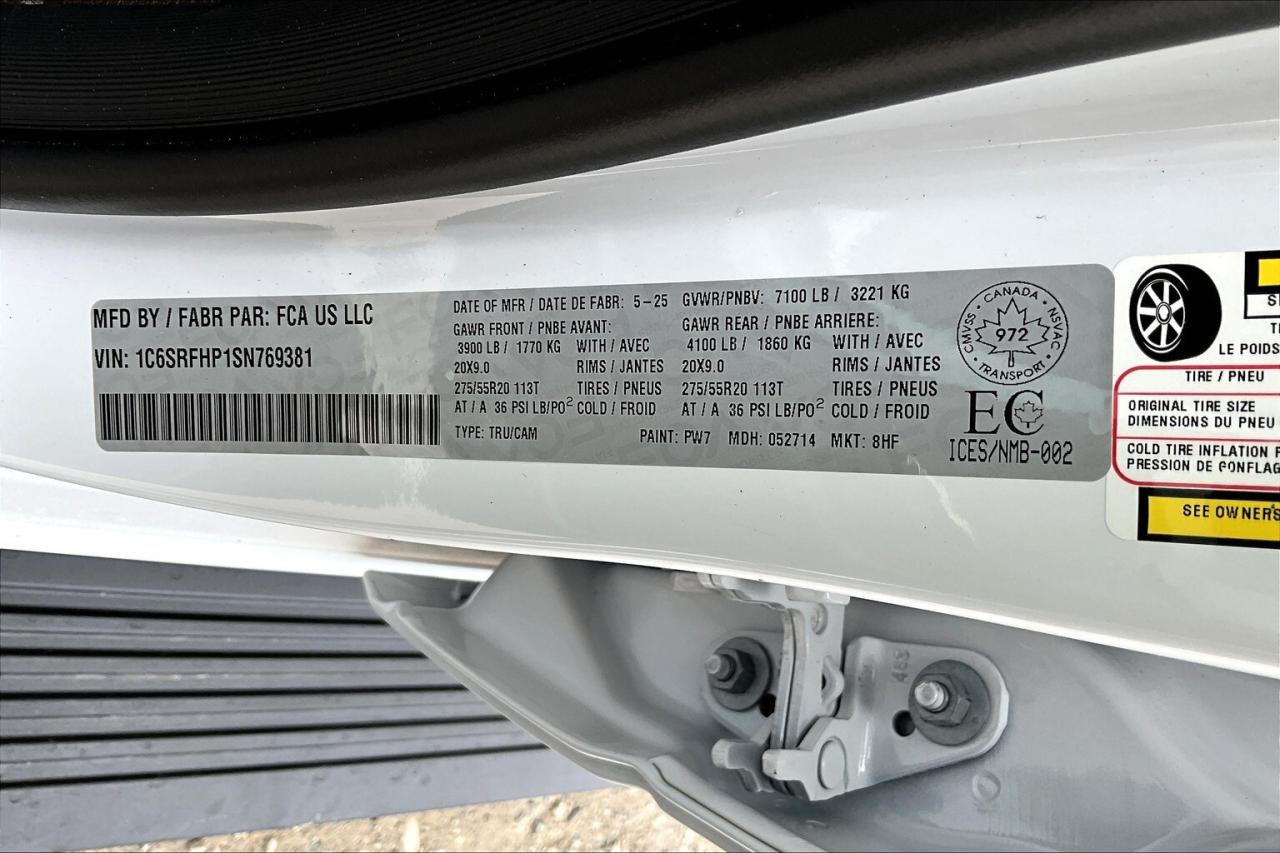 MFD BY / FABR PAR: FCA US LLC
VIN: 1C6SRFHP1SN769381
DATE OF MFR / DATE DE FABR: 5-25
GVWR/PNBV: 7100 LB / 3221 KG
GAWR FRONT / PNBE AVANT:
3900 LB / 1770 KG WITH / AVEC
20X9.0 RIMS / JANTES
275/55R20 113T TIRES / PNEUS
AT / A 36 PSI LB/PO² COLD / FROID
GAWR REAR / PNBE ARRIERE:
4100 LB / 1860 KG WITH / AVEC
20X9.0 RIMS / JANTES
275/55R20 113T TIRES / PNEUS
AT / A 36 PSI LB/PO² COLD / FROID
TYPE: TRU/CAM PAINT: PW7 MDH: 052714 MKT: 8HF
CANADA
CMVSS 972 NSVAC
TRANSPORT
EC
ICES/NMB-002
LE POIDS
TIRE / PNEU
ORIGINAL TIRE SIZE
DIMENSIONS DU PNEU
COLD TIRE INFLATION
PRESSION DE GONFLAG
SEE OWNERS
463